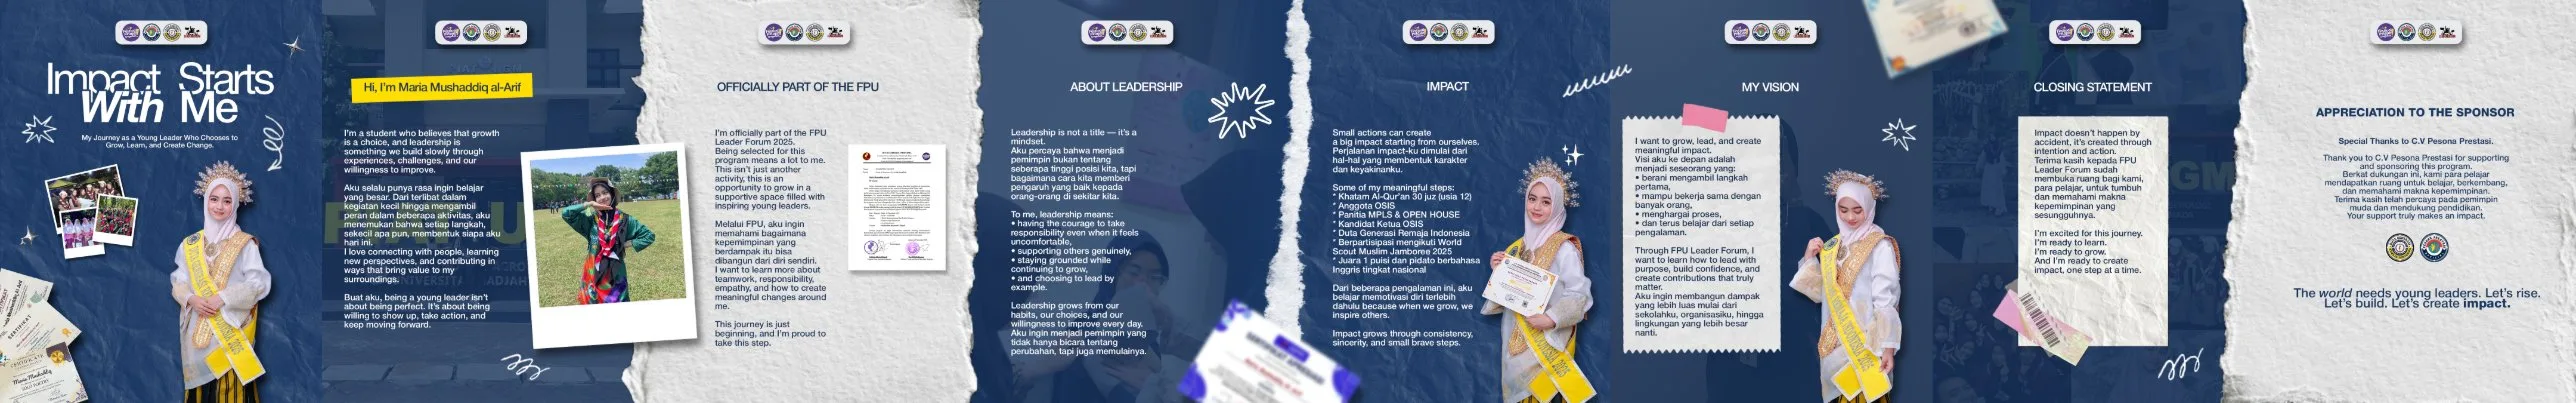 Impact Starts
With Me
My Journey as a Young Leader Who Chooses to
Grow, Learn, and Create Change.
Hi, I'm Maria Mushaddiq al-Arif
I'm a student who believes that growth
is a choice, and leadership is
something we build slowly through
experiences, challenges, and our
willingness to improve.
Aku selalu punya rasa ingin belajar
yang besar. Dari terlibat dalam
kegiatan kecil hingga mengambil
peran dalam beberapa aktivitas, aku
menemukan bahwa setiap langkah,
sekecil apa pun, membentuk siapa aku
hari ini.
I love connecting with people, learning
new perspectives, and contributing in
ways that bring value to my
surroundings.
Buat aku, being a young leader isn't
about being perfect. It's about being
willing to show up, take action, and
keep moving forward.
OFFICIALLY PART OF THE FPU
I'm officially part of the FPU
Leader Forum 2025.
Being selected for this
program means a lot to me.
This isn't just another
activity, this is an
opportunity to grow in a
supportive space filled with
inspiring young leaders.
Melalui FPU, aku ingin
memahami bagaimana
kepemimpinan yang
berdampak itu bisa
dibangun dari diri sendiri.
I want to learn more about
teamwork, responsibility,
empathy, and how to create
meaningful changes around
me.
This journey is just
beginning, and I'm proud to
take this step.
ABOUT LEADERSHIP
Leadership is not a title — it's a
mindset.
Aku percaya bahwa menjadi
pemimpin bukan tentang
seberapa tinggi posisi kita, tapi
bagaimana cara kita memberi
pengaruh yang baik kepada
orang-orang di sekitar kita.
To me, leadership means:
• having the courage to take
responsibility even when it feels
uncomfortable,
• supporting others genuinely,
• staying grounded while
continuing to grow,
• and choosing to lead by
example.
Leadership grows from our
habits, our choices, and our
willingness to improve every day.
Aku ingin menjadi pemimpin yang
tidak hanya bicara tentang
perubahan, tapi juga memulainya.
IMPACT
Small actions can create
a big impact starting from ourselves.
Perjalanan impact-ku dimulai dari
hal-hal yang membentuk karakter
dan keyakinanku.
Some of my meaningful steps:
* Khatam Al-Qur'an 30 juz (usia 12)
* Anggota OSIS
* Panitia MPLS & OPEN HOUSE
* Kandidat Ketua OSIS
* Duta Generasi Remaja Indonesia
* Berpartisipasi mengikuti World
Scout Muslim Jamboree 2025
* Juara 1 puisi dan pidato berbahasa
Inggris tingkat nasional
Dari beberapa pengalaman ini, aku
belajar memotivasi diri terlebih
dahulu because when we grow, we
inspire others.
Impact grows through consistency,
sincerity, and small brave steps.
MY VISION
I want to grow, lead, and create
meaningful impact.
Visi aku ke depan adalah
menjadi seseorang yang:
• berani mengambil langkah
pertama,
• mampu bekerja sama dengan
banyak orang,
• menghargai proses,
• dan terus belajar dari setiap
pengalaman.
Through FPU Leader Forum, I
want to learn how to lead with
purpose, build confidence, and
create contributions that truly
matter.
Aku ingin membangun dampak
yang lebih luas mulai dari
sekolahku, organisasiku, hingga
lingkungan yang lebih besar
nanti.
CLOSING STATEMENT
Impact doesn't happen by
accident, it's created through
intention and action.
Terima kasih kepada FPU
Leader Forum sudah
membuka ruang bagi kami,
para pelajar, untuk tumbuh
dan memahami makna
kepemimpinan yang
sesungguhnya.
I'm excited for this journey.
I'm ready to learn.
I'm ready to grow.
And I'm ready to create
impact, one step at a time.
APPRECIATION TO THE SPONSOR
Special Thanks to C.V Pesona Prestasi.
Thank you to C.V Pesona Prestasi for supporting
and sponsoring this program.
Berkat dukungan ini, kami para pelajar
mendapatkan ruang untuk belajar, berkembang,
dan memahami makna kepemimpinan.
Terima kasih telah percaya pada pemimpin
muda dan mendukung pendidikan.
Your support truly makes an impact.
The world needs young leaders. Let's rise.
Let's build. Let's create impact.